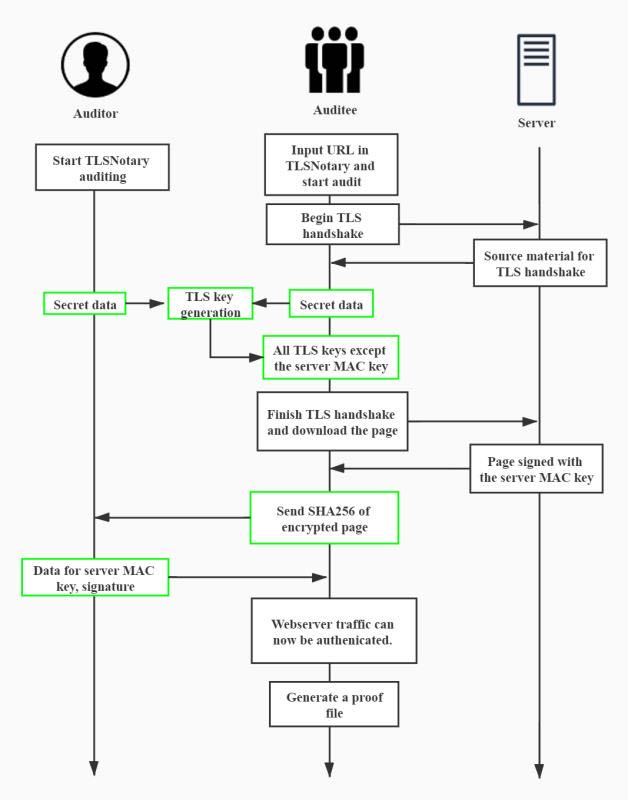 Auditor
Auditee
Server
Start TLSNotary
auditing
Input URL in
TLSNotary and
start audit
Begin TLS
handshake
Source material for
TLS handshake
Secret data
TLS key
generation
Secret data
All TLS keys except
the server MAC key
Finish TLS handshake
and download the page
Page signed with
the server MAC key
Send SHA256 of
encrypted page
Data for server MAC
key, signature
Webserver traffic can
now be authenicated.
Generate a proof
file